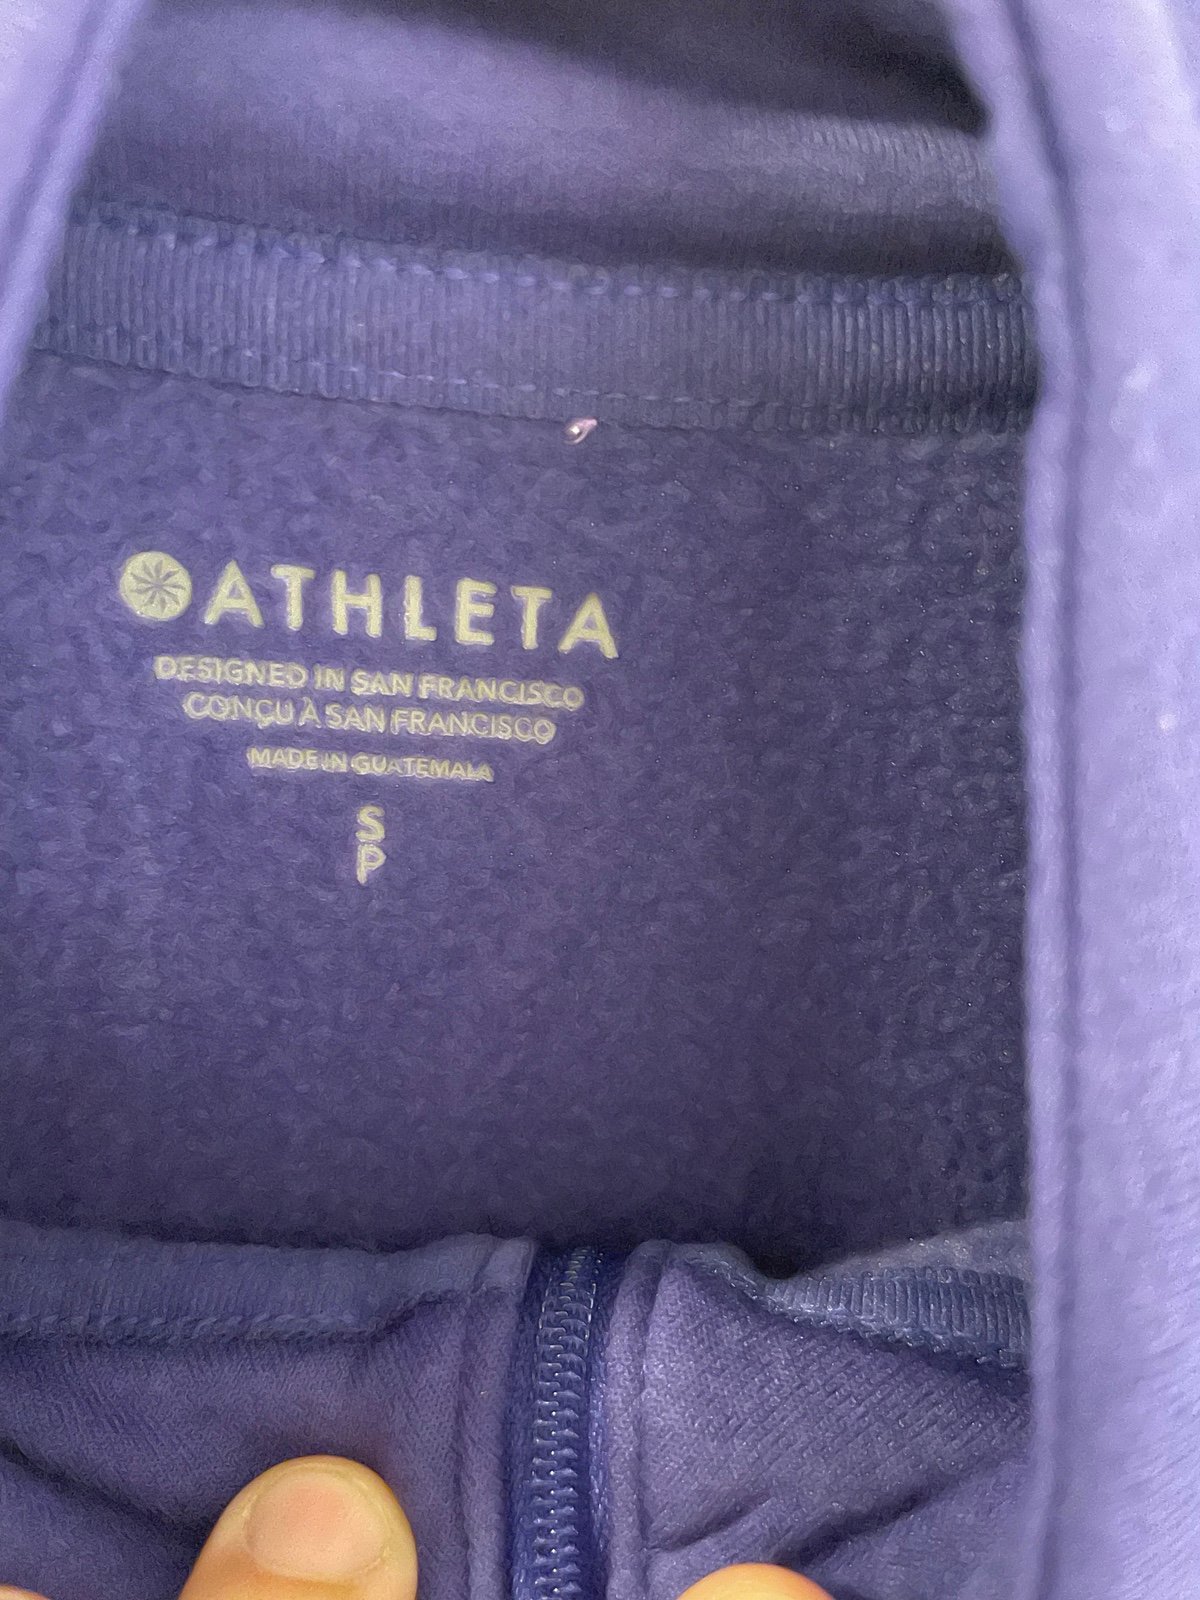 ATHLETA
DESIGNED IN SAN FRANCISCO
CONÇU À SAN FRANCISCO
MADE IN GUATEMALA
S
P